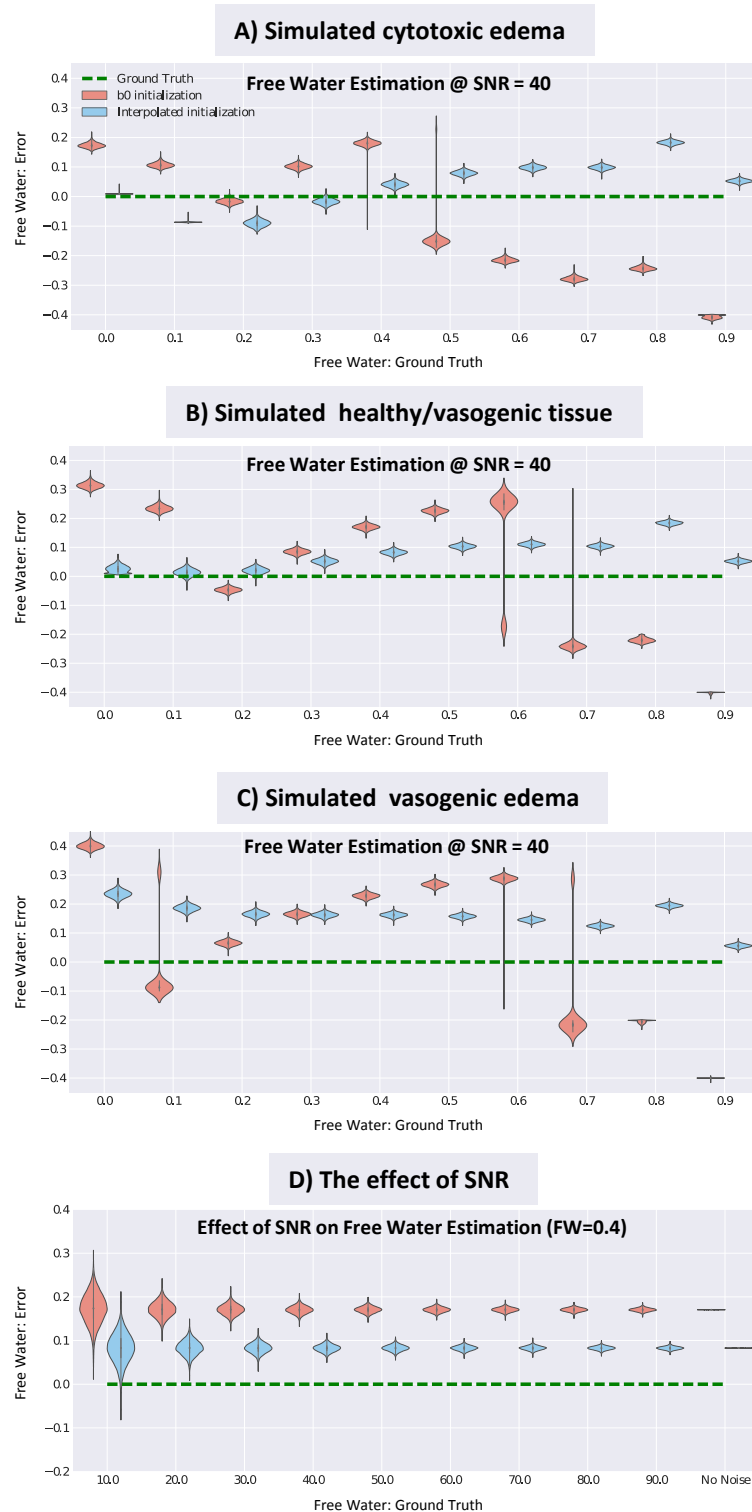 A) Simulated cytotoxic edema
Free Water Estimation @ SNR = 40
Ground Truth
b0 initialization
Interpolated initialization
Free Water: Error
0.4
0.3
0.2
0.1
0.0
−0.1
−0.2
−0.3
−0.4
0.0 0.1 0.2 0.3 0.4 0.5 0.6 0.7 0.8 0.9
Free Water: Ground Truth
B) Simulated healthy/vasogenic tissue
Free Water Estimation @ SNR = 40
Free Water: Error
0.4
0.3
0.2
0.1
0.0
−0.1
−0.2
−0.3
−0.4
0.0 0.1 0.2 0.3 0.4 0.5 0.6 0.7 0.8 0.9
Free Water: Ground Truth
C) Simulated vasogenic edema
Free Water Estimation @ SNR = 40
Free Water: Error
0.4
0.3
0.2
0.1
0.0
−0.1
−0.2
−0.3
−0.4
0.0 0.1 0.2 0.3 0.4 0.5 0.6 0.7 0.8 0.9
Free Water: Ground Truth
D) The effect of SNR
Effect of SNR on Free Water Estimation (FW=0.4)
Free Water: Error
0.4
0.3
0.2
0.1
0.0
−0.1
−0.2
10.0 20.0 30.0 40.0 50.0 60.0 70.0 80.0 90.0 No Noise
Free Water: Ground Truth